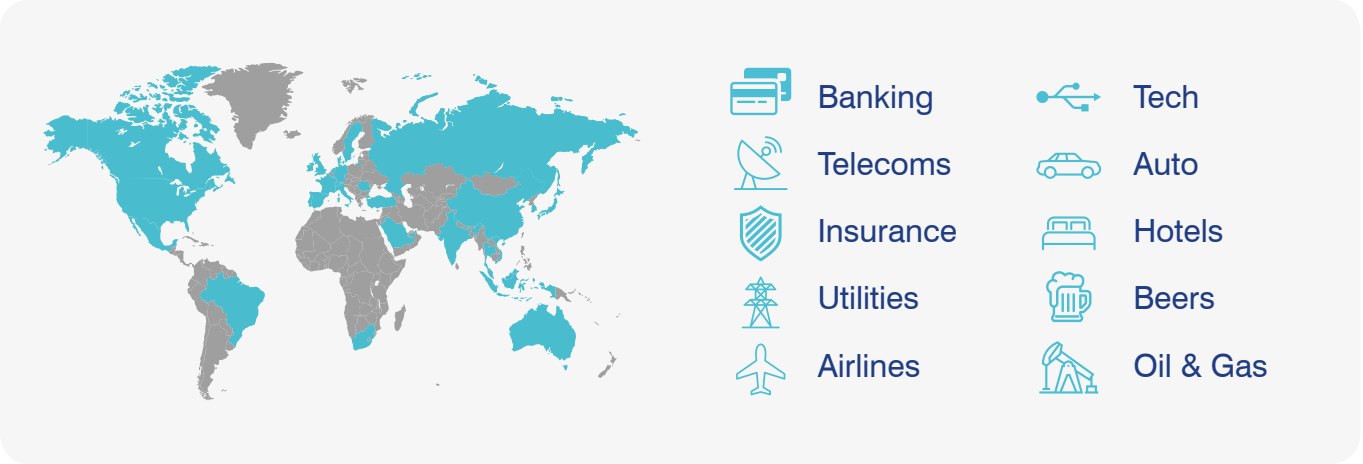 Banking
Telecoms
Insurance
Utilities
Airlines
Tech
Auto
Hotels
Beers
Oil & Gas